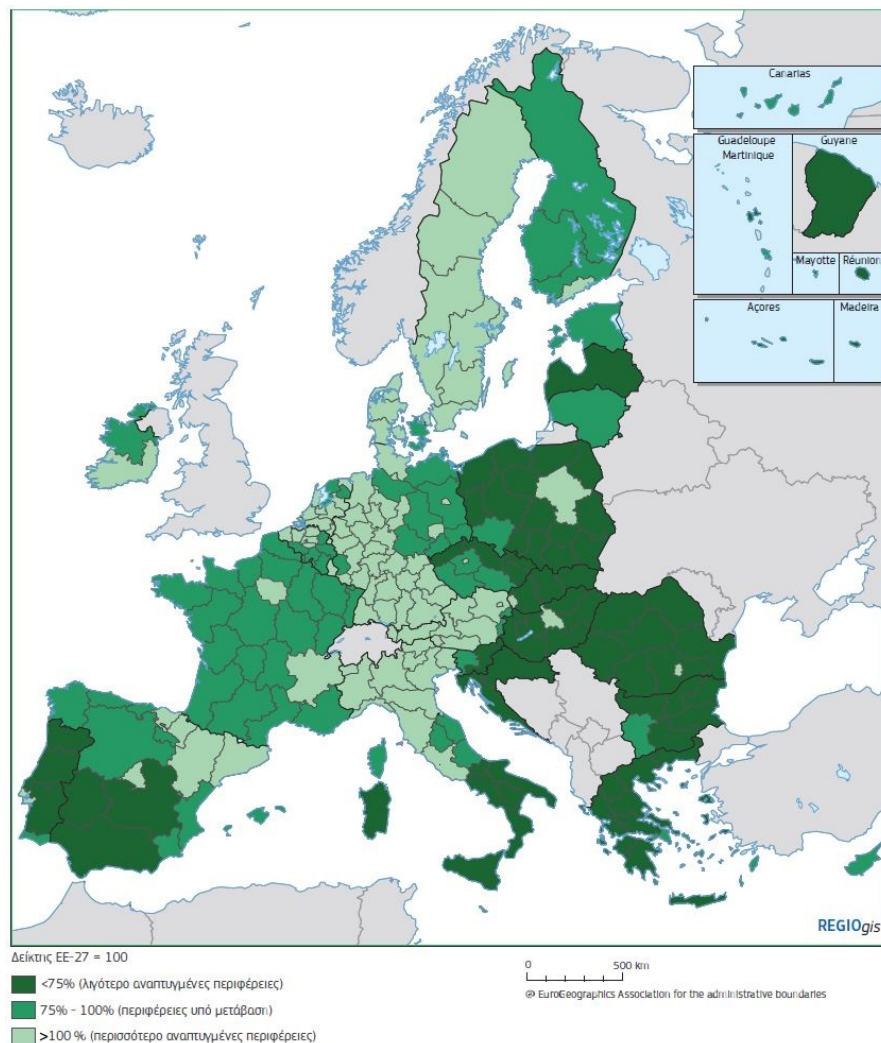 Canarias
Guadeloupe
Martinique
Guyane
Mayotte
Réunion
Açores
Madeira
REGIOgis
Δείκτης ΕΕ-27 = 100
<75% (λιγότερο αναπτυγμένες περιφέρειες)
75% - 100% (περιφέρειες υπό μετάβαση)
>100 % (περισσότερο αναπτυγμένες περιφέρειες)
0 500 km
© EuroGeographics Association for the administrative boundaries